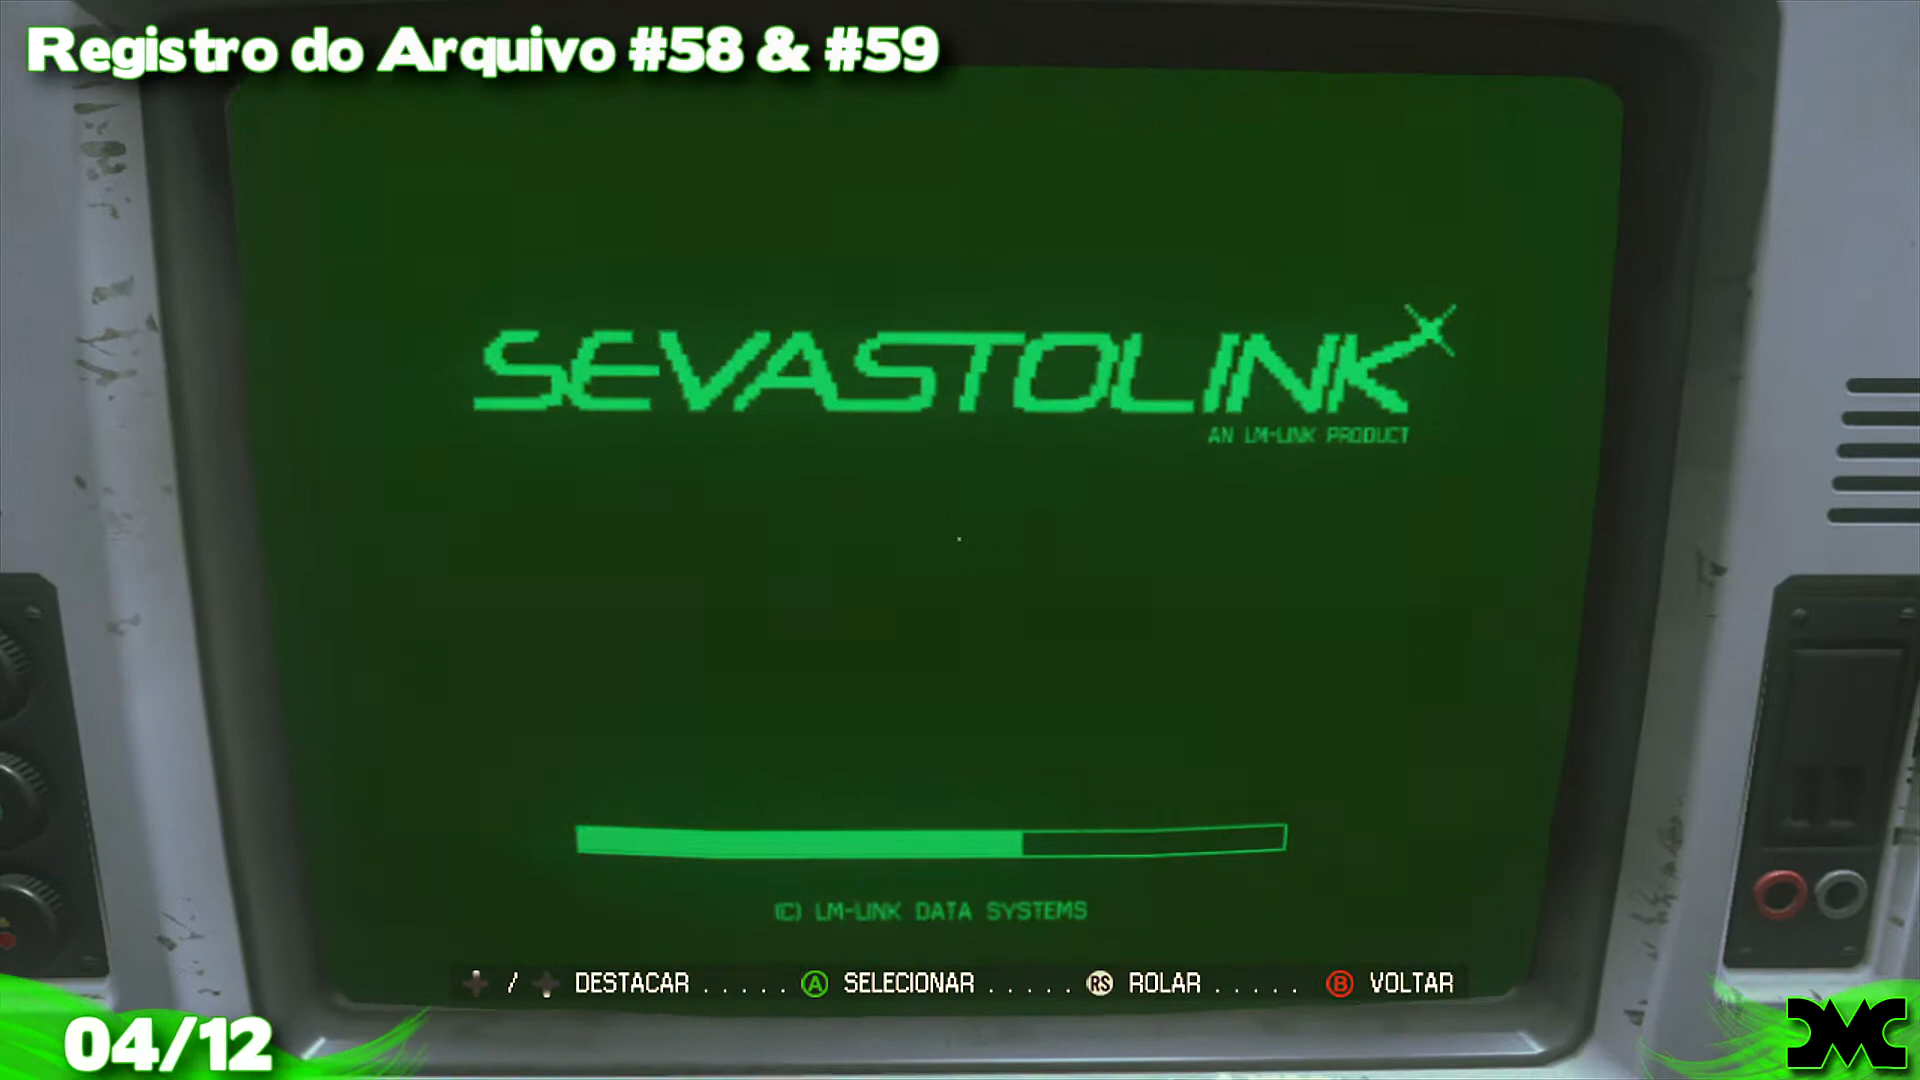 Registro do Arquivo #58 & #59
SEVASTOLINK
AN LM-LINK PRODUCT
(C) LM-LINK DATA SYSTEMS
/ DESTACAR ..... A SELECIONAR ..... RS ROLAR ..... B VOLTAR
04/12